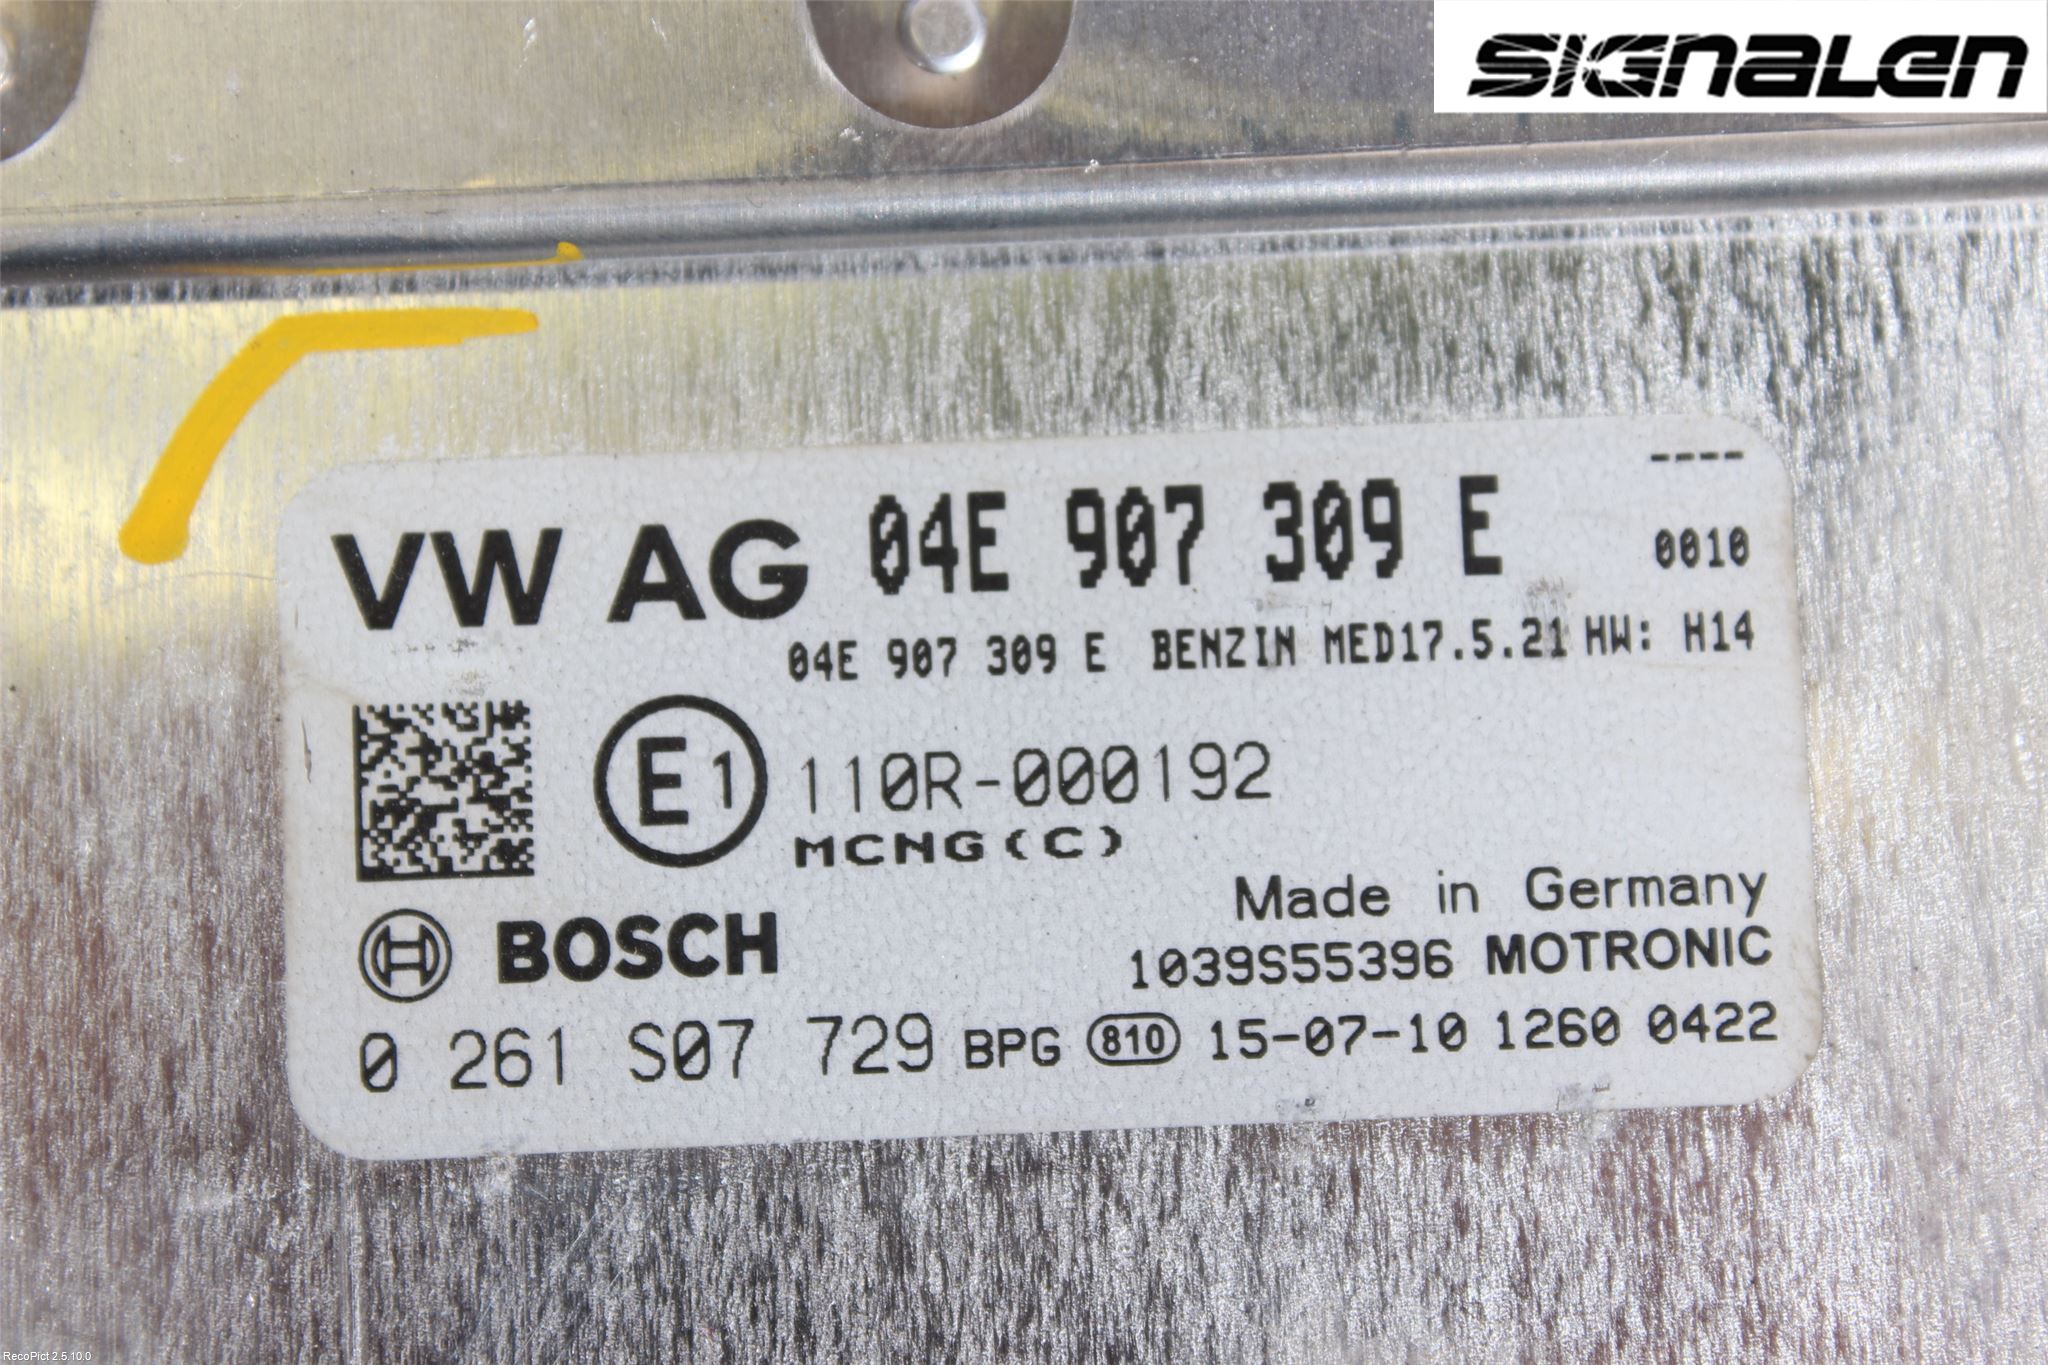 SIGNALEN
VW AG 04E 907 309 E ----
0010
04E 907 309 E BENZIN MED17.5.21 HW: H14
E1 110R-000192
MCNG(C)
Made in Germany
BOSCH 1039S55396 MOTRONIC
0 261 S07 729 BPG 810 15-07-10 1260 0422
RecoPict 2.5.10.0